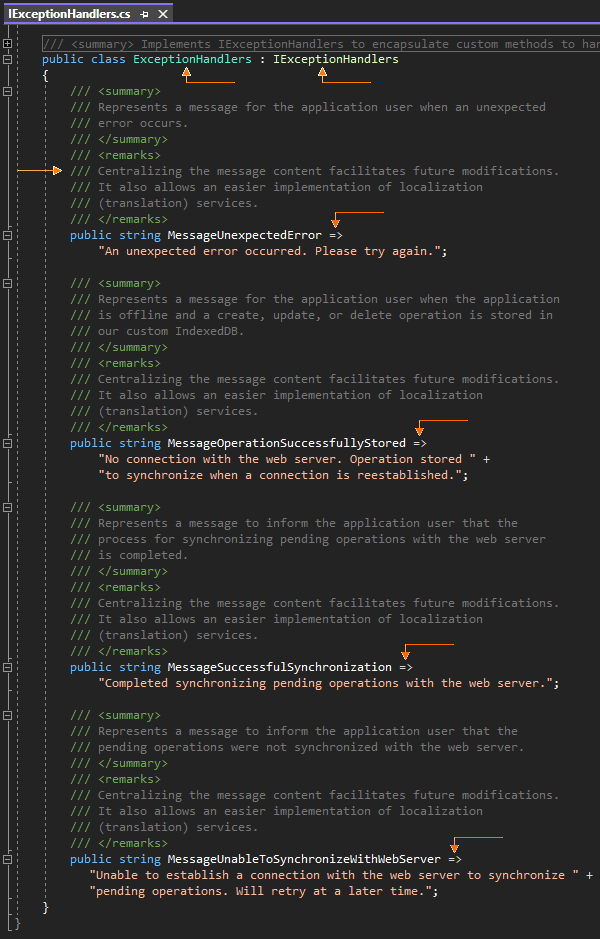 IExceptionHandlers.cs
/// <summary> Implements IExceptionHandlers to encapsulate custom methods to han
public class ExceptionHandlers : IExceptionHandlers
{
/// <summary>
/// Represents a message for the application user when an unexpected
/// error occurs.
/// </summary>
/// <remarks>
/// Centralizing the message content facilitates future modifications.
/// It also allows an easier implementation of localization
/// (translation) services.
/// </remarks>
public string MessageUnexpectedError =>
"An unexpected error occurred. Please try again.";
/// <summary>
/// Represents a message for the application user when the application
/// is offline and a create, update, or delete operation is stored in
/// our custom IndexedDB.
/// </summary>
/// <remarks>
/// Centralizing the message content facilitates future modifications.
/// It also allows an easier implementation of localization
/// (translation) services.
/// </remarks>
public string MessageOperationSuccessfullyStored =>
"No connection with the web server. Operation stored " +
"to synchronize when a connection is reestablished.";
/// <summary>
/// Represents a message to inform the application user that the
/// process for synchronizing pending operations with the web server
/// is completed.
/// </summary>
/// <remarks>
/// Centralizing the message content facilitates future modifications.
/// It also allows an easier implementation of localization
/// (translation) services.
/// </remarks>
public string MessageSuccessfulSynchronization =>
"Completed synchronizing pending operations with the web server.";
/// <summary>
/// Represents a message to inform the application user that the
/// pending operations were not synchronized with the web server.
/// </summary>
/// <remarks>
/// Centralizing the message content facilitates future modifications.
/// It also allows an easier implementation of localization
/// (translation) services.
/// </remarks>
public string MessageUnableToSynchronizeWithWebServer =>
"Unable to establish a connection with the web server to synchronize " +
"pending operations. Will retry at a later time.";
}
}